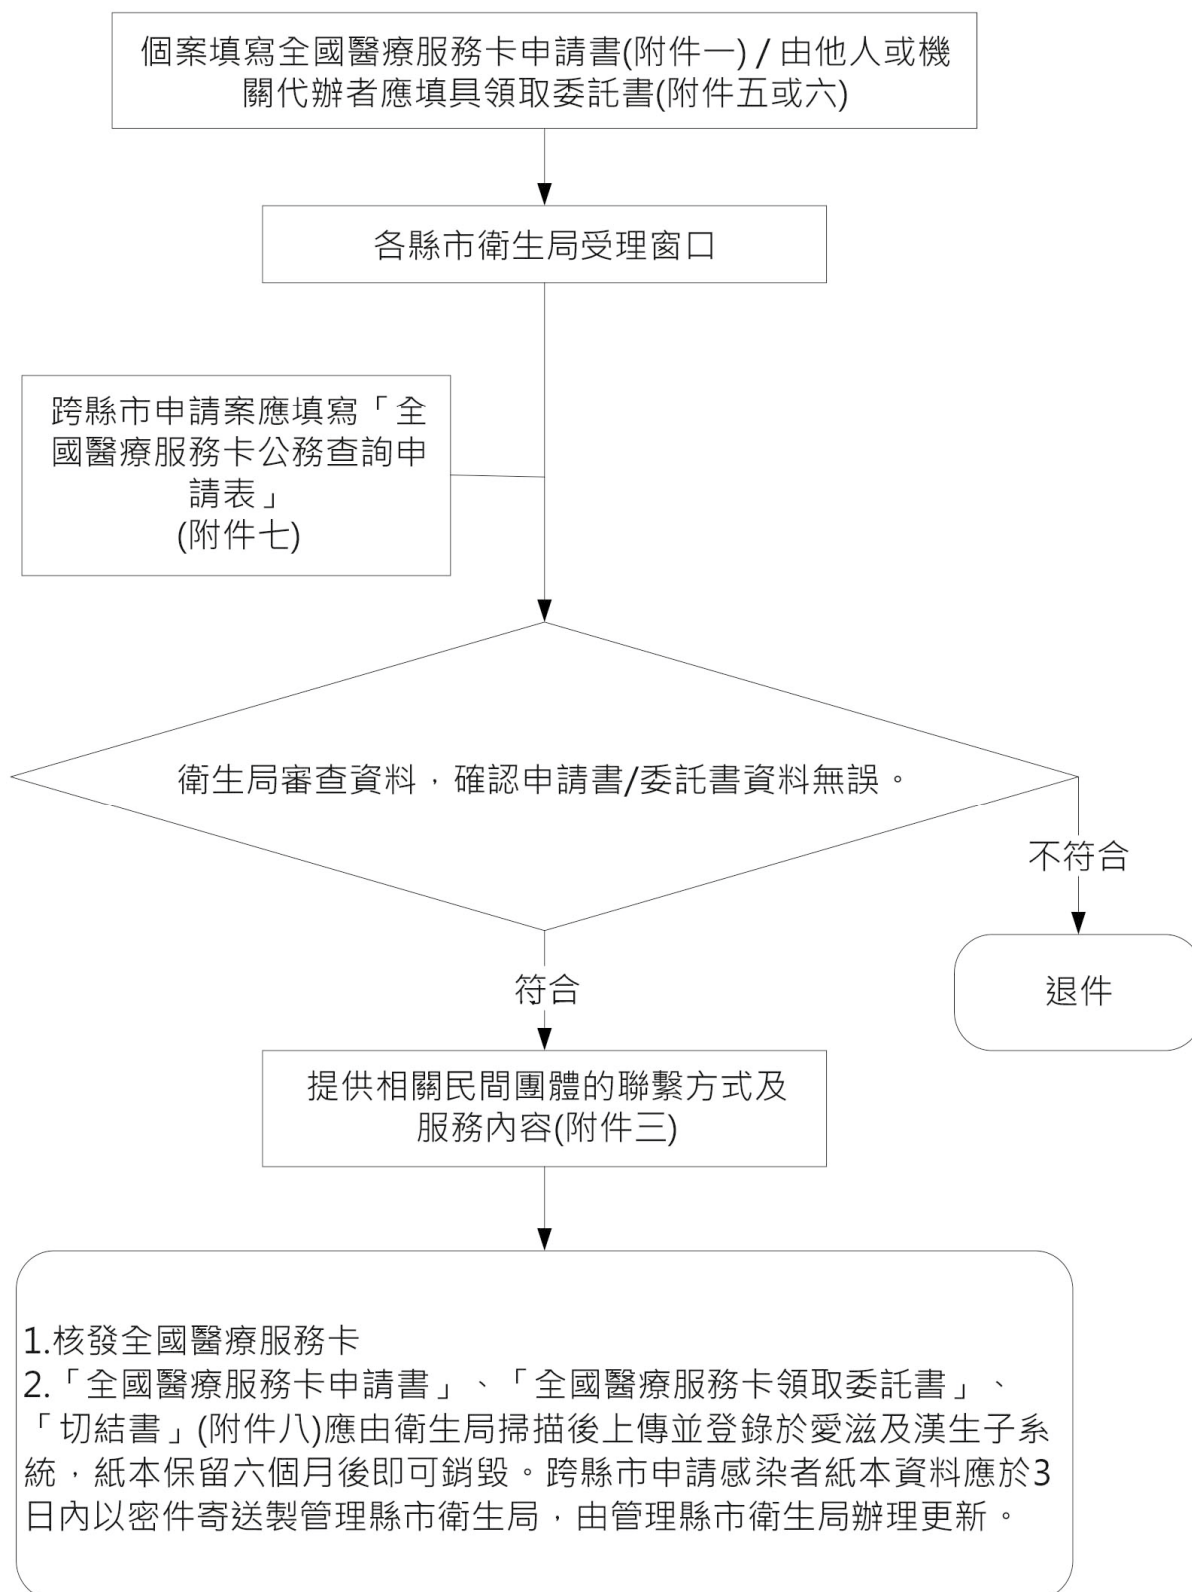 個案填寫全國醫療服務卡申請書(附件一) / 由他人或機
關代辦者應填具領取委託書(附件五或六)
各縣市衛生局受理窗口
跨縣市申請案應填寫「全
國醫療服務卡公務查詢申
請表」
(附件七)
衛生局審查資料，確認申請書/委託書資料無誤。
不符合
退件
符合
提供相關民間團體的聯繫方式及
服務內容(附件三)
1.核發全國醫療服務卡
2.「全國醫療服務卡申請書」、「全國醫療服務卡領取委託書」、
「切結書」(附件八)應由衛生局掃描後上傳並登錄於愛滋及漢生子系
統，紙本保留六個月後即可銷毀。跨縣市申請感染者紙本資料應於3
日內以密件寄送製管理縣市衛生局，由管理縣市衛生局辦理更新。